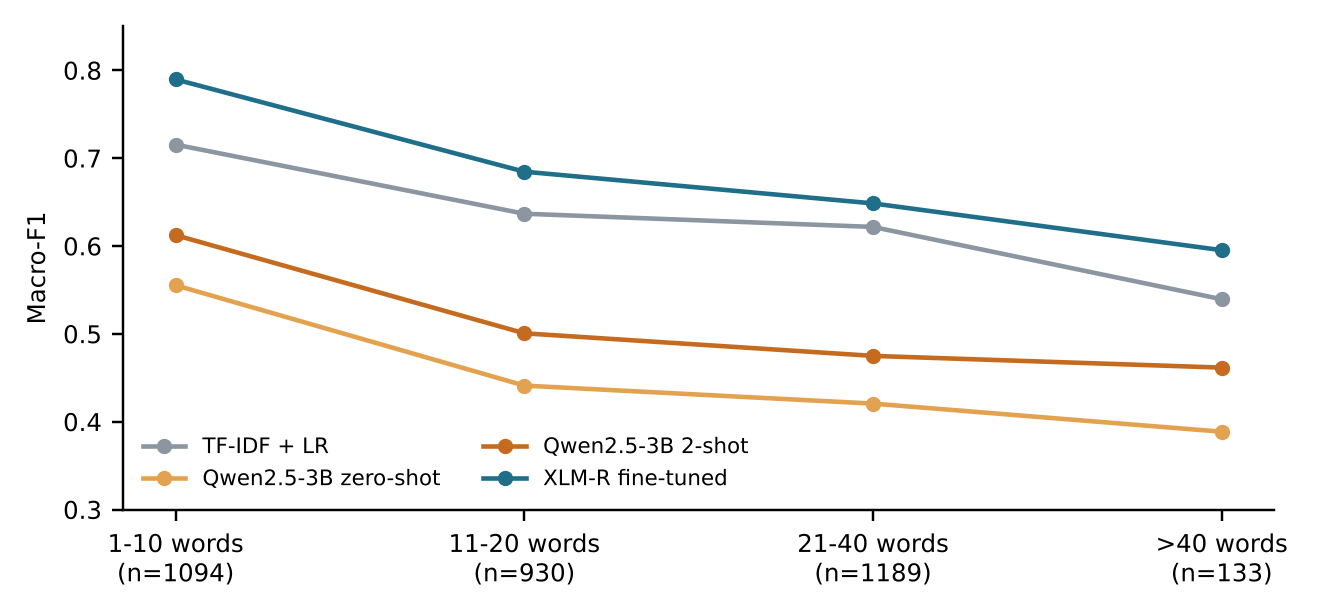 Macro-F1
0.8
0.7
0.6
0.5
0.4
0.3
TF-IDF + LR
Qwen2.5-3B zero-shot
Qwen2.5-3B 2-shot
XLM-R fine-tuned
1-10 words
(n=1094)
11-20 words
(n=930)
21-40 words
(n=1189)
>40 words
(n=133)